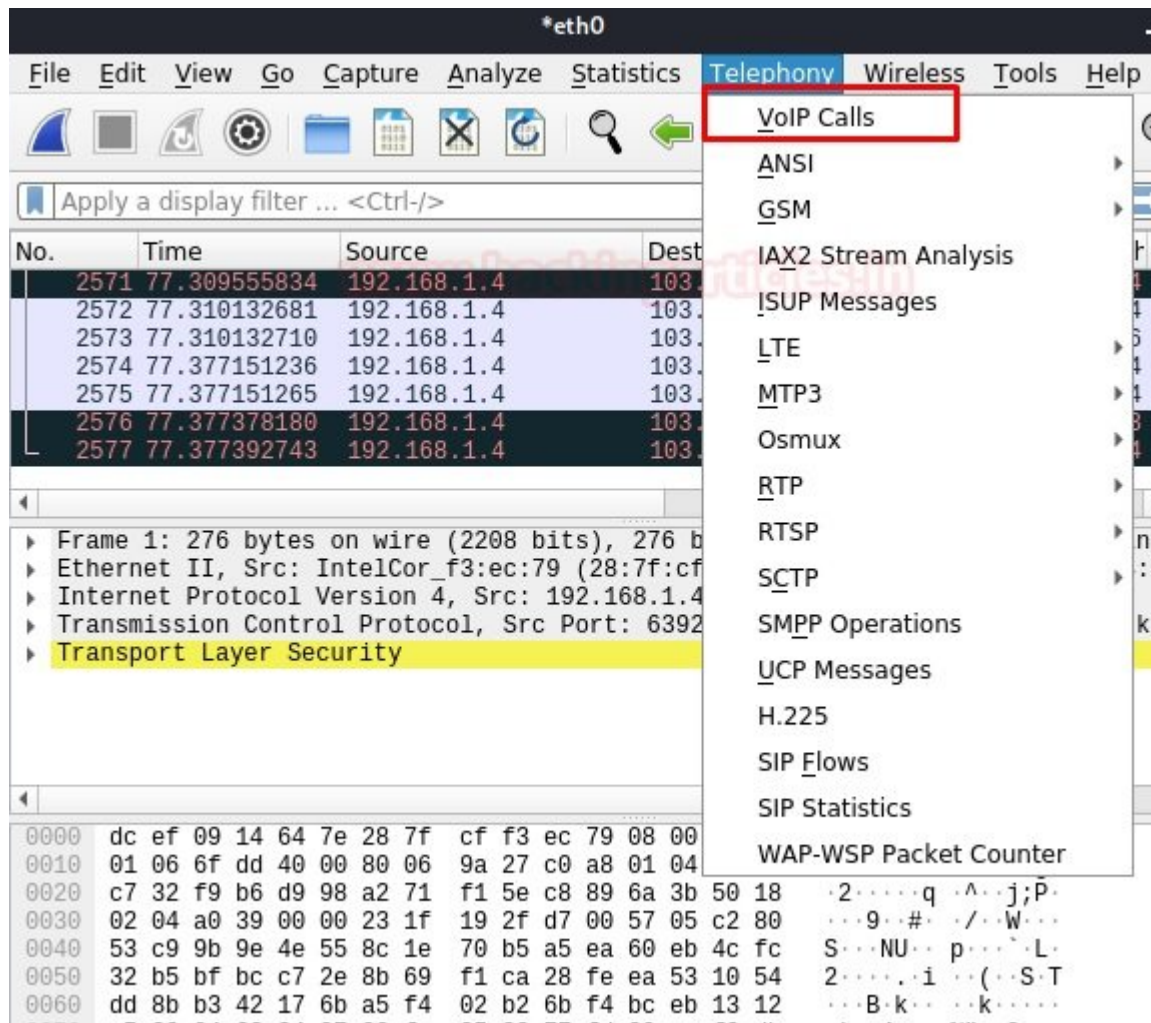 *eth0
File Edit View Go Capture Analyze Statistics Telephony Wireless Tools Help
Apply a display filter ... <Ctrl-/>
No. Time Source Dest
2571 77.309555834 192.168.1.4 103.
2572 77.310132681 192.168.1.4 103.
2573 77.310132710 192.168.1.4 103.
2574 77.377151236 192.168.1.4 103.
2575 77.377151265 192.168.1.4 103.
2576 77.377378180 192.168.1.4 103.
2577 77.377392743 192.168.1.4 103.
VoIP Calls
ANSI
GSM
IAX2 Stream Analysis
ISUP Messages
LTE
MTP3
Osmux
RTP
RTSP
SCTP
SMPP Operations
UCP Messages
H.225
SIP Flows
SIP Statistics
WAP-WSP Packet Counter
Frame 1: 276 bytes on wire (2208 bits), 276 b
Ethernet II, Src: IntelCor_f3:ec:79 (28:7f:cf
Internet Protocol Version 4, Src: 192.168.1.4
Transmission Control Protocol, Src Port: 6392
Transport Layer Security
0000 dc ef 09 14 64 7e 28 7f cf f3 ec 79 08 00
0010 01 06 6f dd 40 00 80 06 9a 27 c0 a8 01 04
0020 c7 32 f9 b6 d9 98 a2 71 f1 5e c8 89 6a 3b 50 18 ·2·····q ·^··j;P·
0030 02 04 a0 39 00 00 23 1f 19 2f d7 00 57 05 c2 80 ···9··#· ·/··W···
0040 53 c9 9b 9e 4e 55 8c 1e 70 b5 a5 ea 60 eb 4c fc S···NU·· p···`·L·
0050 32 b5 bf bc c7 2e 8b 69 f1 ca 28 fe ea 53 10 54 2····.·i ··(··S·T
0060 dd 8b b3 42 17 6b a5 f4 02 b2 6b f4 bc eb 13 12 ···B·k·· ··k·····